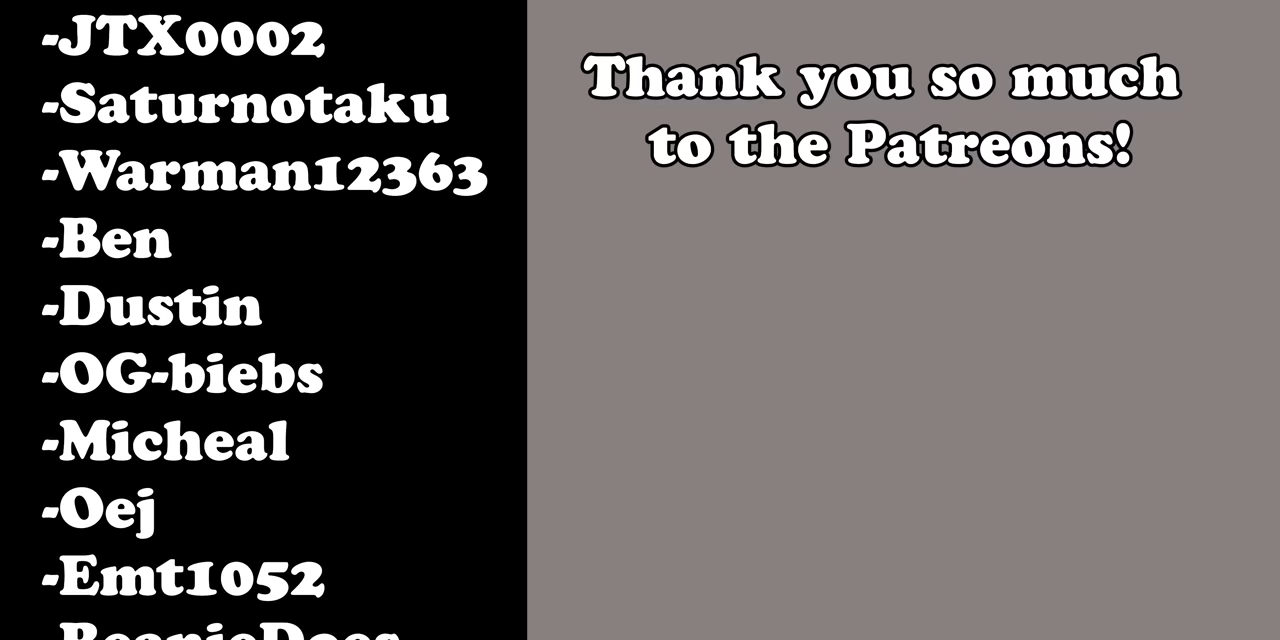 -JTX0002
-Saturnotaku
-Warman12363
-Ben
-Dustin
-OG-biebs
-Micheal
-Oej
-Emt1052
Thank you so much
to the Patreons!